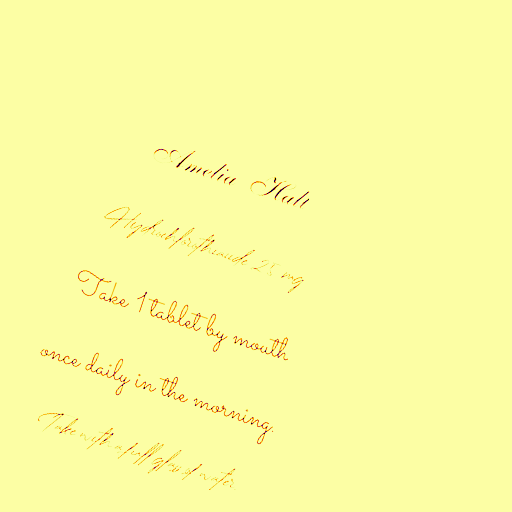 Amelia Hall
Hydrochlorothiazide 25 mg
Take 1 tablet by mouth
once daily in the morning.
Take with a full glass of water